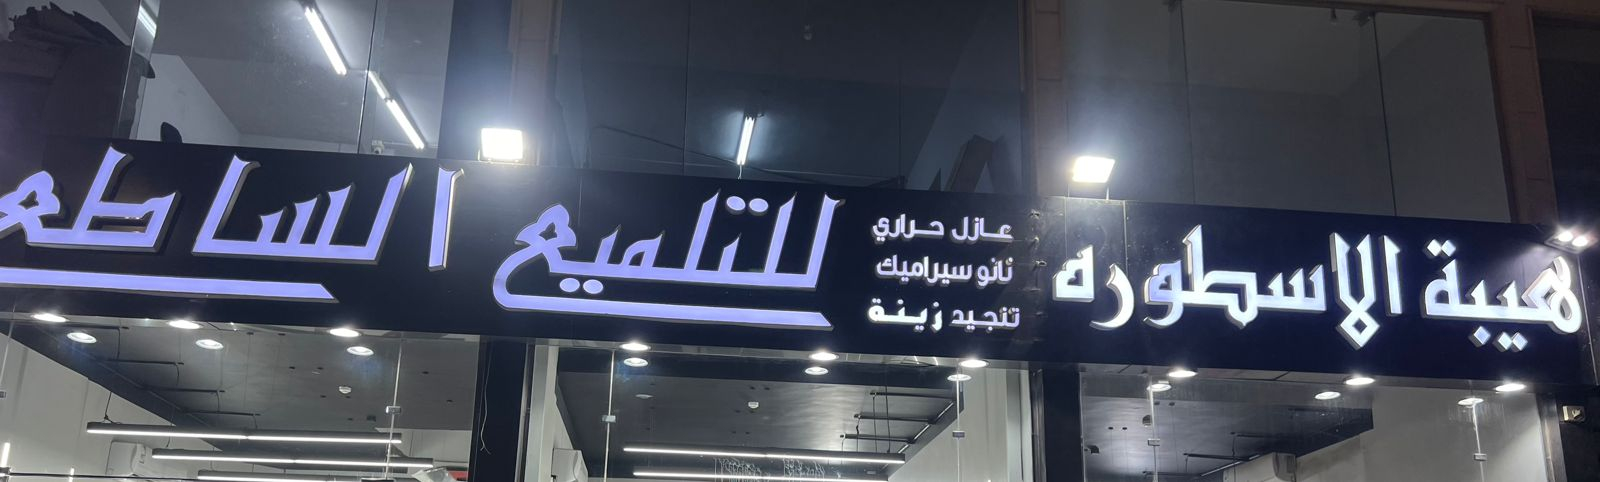 هيبة الاسطوره
عازل حراري
نانو سيراميك
تنجيد زينة
للتلميع الساطع